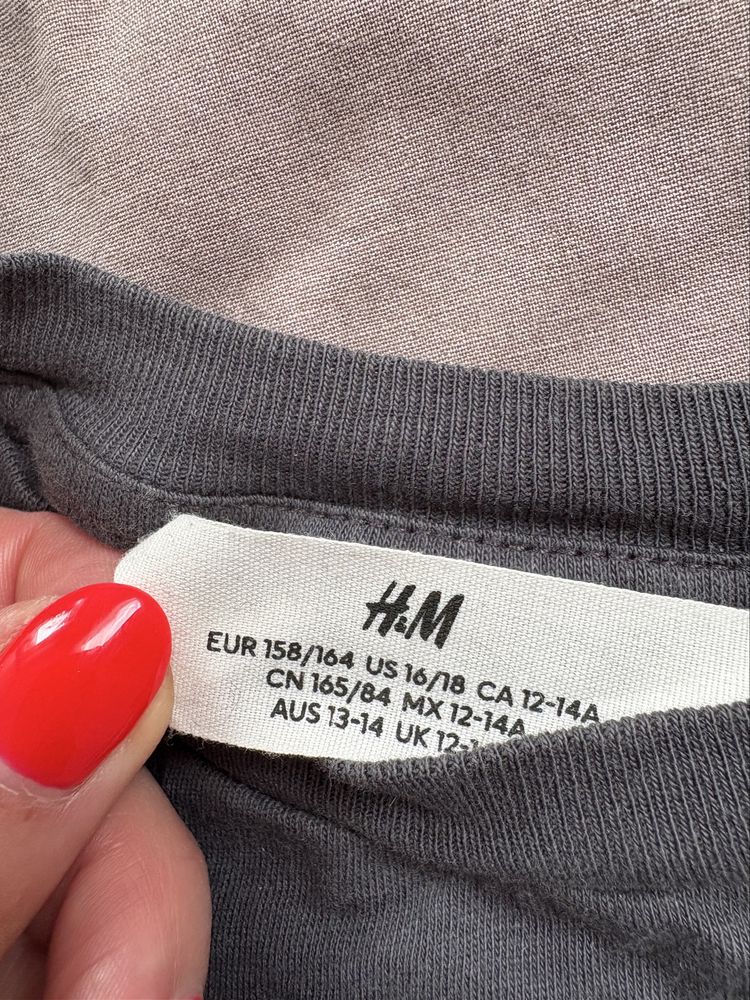 H&M
EUR 158/164 US 16/18 CA 12-14A
CN 165/84 MX 12-14A
AUS 13-14 UK